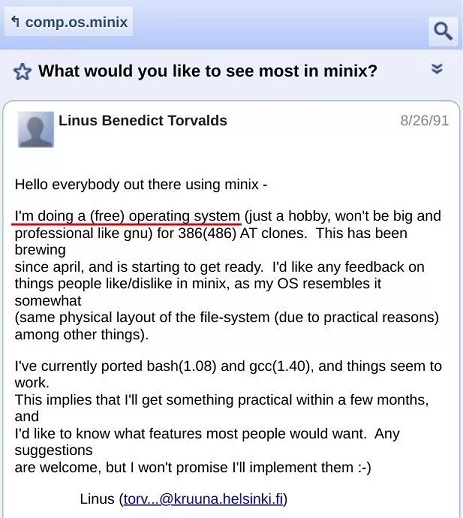 ↰ comp.os.minix
What would you like to see most in minix?
Linus Benedict Torvalds 8/26/91
Hello everybody out there using minix -
I'm doing a (free) operating system (just a hobby, won't be big and
professional like gnu) for 386(486) AT clones.  This has been
brewing
since april, and is starting to get ready.  I'd like any feedback on
things people like/dislike in minix, as my OS resembles it
somewhat
(same physical layout of the file-system (due to practical reasons)
among other things).
I've currently ported bash(1.08) and gcc(1.40), and things seem to
work.
This implies that I'll get something practical within a few months,
and
I'd like to know what features most people would want.  Any
suggestions
are welcome, but I won't promise I'll implement them :-)
Linus (torv...@kruuna.helsinki.fi)